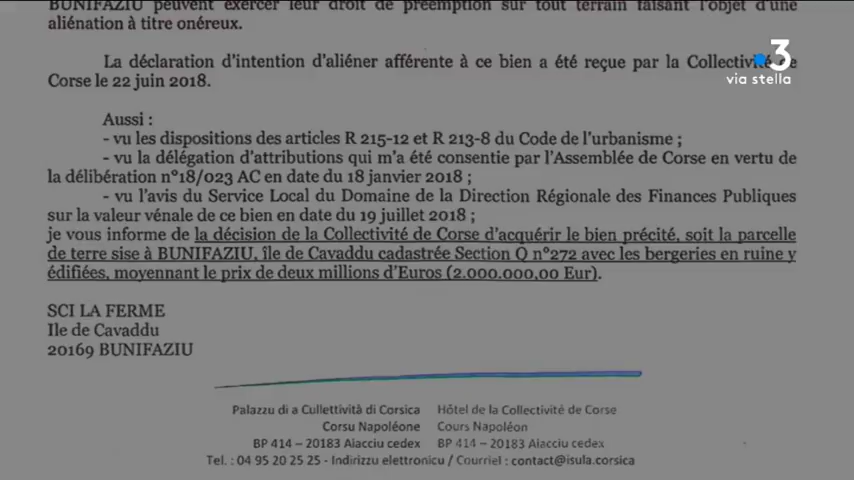 BUNIFAZIU peuvent exercer leur droit de préemption sur tout terrain faisant l'objet d'une
aliénation à titre onéreux.
La déclaration d'intention d'aliéner afférente à ce bien a été reçue par la Collectivité de
Corse le 22 juin 2018.
3
via stella
Aussi :
- vu les dispositions des articles R 215-12 et R 213-8 du Code de l'urbanisme ;
- vu la délégation d'attributions qui m'a été consentie par l'Assemblée de Corse en vertu de
la délibération n°18/023 AC en date du 18 janvier 2018 ;
- vu l'avis du Service Local du Domaine de la Direction Régionale des Finances Publiques
sur la valeur vénale de ce bien en date du 19 juillet 2018 ;
je vous informe de la décision de la Collectivité de Corse d'acquérir le bien précité, soit la parcelle
de terre sise à BUNIFAZIU, île de Cavaddu cadastrée Section Q n°272 avec les bergeries en ruine y
édifiées, moyennant le prix de deux millions d'Euros (2.000.000,00 Eur).
SCI LA FERME
Ile de Cavaddu
20169 BUNIFAZIU
Palazzu di a Cullettività di Corsica Hôtel de la Collectivité de Corse
Corsu Napoléone Cours Napoléon
BP 414 – 20183 Aiacciu cedex BP 414 – 20183 Aiacciu cedex
Tel. : 04 95 20 25 25 - Indirizzu elettronicu / Courriel : contact@isula.corsica